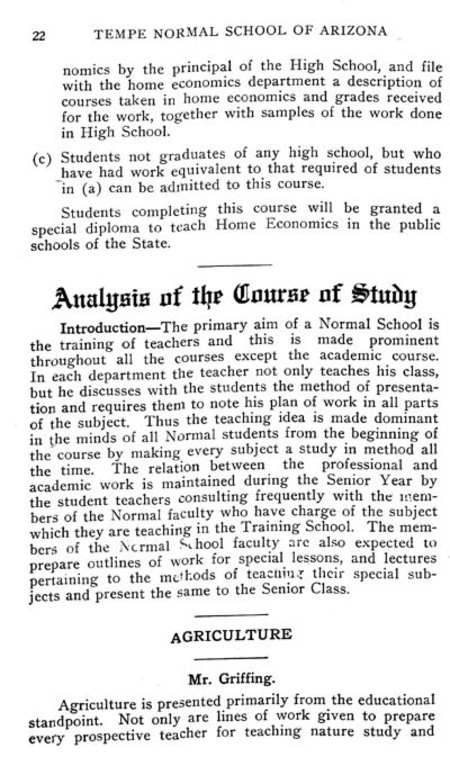 22 TEMPE NORMAL SCHOOL OF ARIZONA
nomics by the principal of the High School, and file
with the home economics department a description of
courses taken in home economics and grades received
for the work, together with samples of the work done
in High School.
(c) Students not graduates of any high school, but who
have had work equivalent to that required of students
in (a) can be admitted to this course.
Students completing this course will be granted a
special diploma to teach Home Economics in the public
schools of the State.
Analysis of the Course of Study
Introduction—The primary aim of a Normal School is
the training of teachers and this is made prominent
throughout all the courses except the academic course.
In each department the teacher not only teaches his class,
but he discusses with the students the method of presenta-
tion and requires them to note his plan of work in all parts
of the subject. Thus the teaching idea is made dominant
in the minds of all Normal students from the beginning of
the course by making every subject a study in method all
the time. The relation between the professional and
academic work is maintained during the Senior Year by
the student teachers consulting frequently with the mem-
bers of the Normal faculty who have charge of the subject
which they are teaching in the Training School. The mem-
bers of the Normal School faculty are also expected to
prepare outlines of work for special lessons, and lectures
pertaining to the methods of teaching their special sub-
jects and present the same to the Senior Class.
AGRICULTURE
Mr. Griffing.
Agriculture is presented primarily from the educational
standpoint. Not only are lines of work given to prepare
every prospective teacher for teaching nature study and